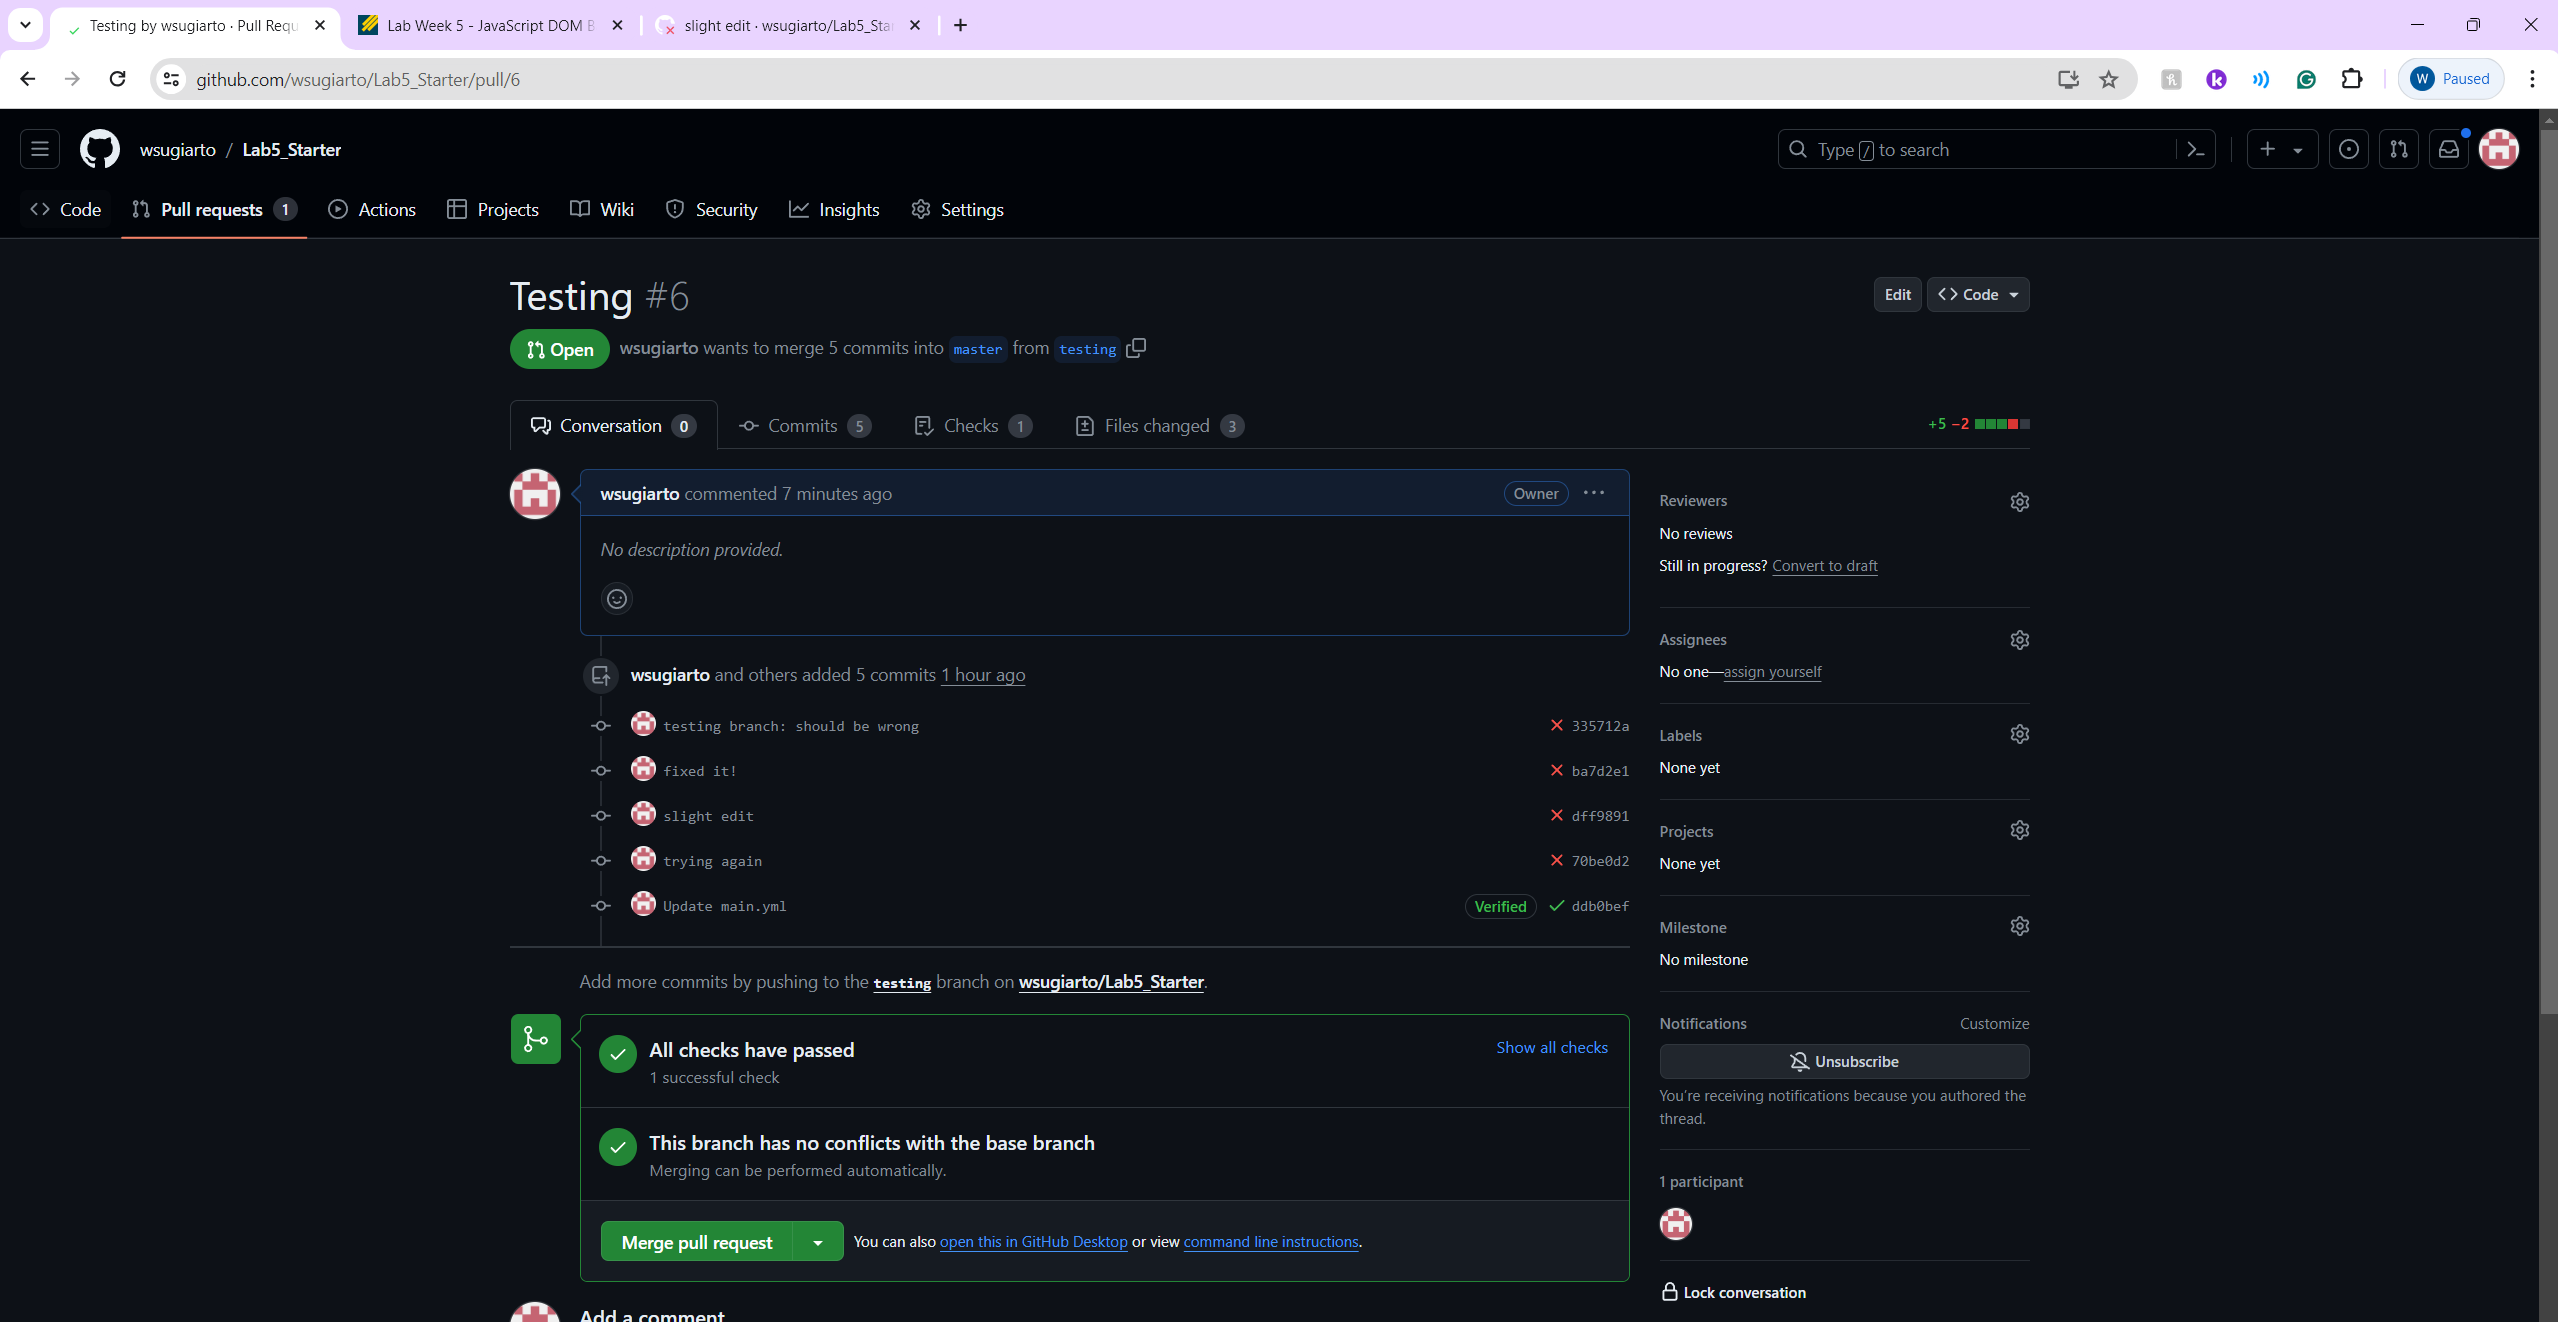 Testing by wsugiarto · Pull Requ
Lab Week 5 - JavaScript DOM B
slight edit · wsugiarto/Lab5_Sta
github.com/wsugiarto/Lab5_Starter/pull/6
W Paused
wsugiarto / Lab5_Starter
Type / to search
Code
Pull requests 1
Actions
Projects
Wiki
Security
Insights
Settings
Testing #6
Edit
Code
Open
wsugiarto wants to merge 5 commits into master from testing
Conversation 0
Commits 5
Checks 1
Files changed 3
+5 −2
wsugiarto commented 7 minutes ago
Owner
No description provided.
wsugiarto and others added 5 commits 1 hour ago
testing branch: should be wrong 335712a
fixed it! ba7d2e1
slight edit dff9891
trying again 70be0d2
Update main.yml Verified ddb0bef
Add more commits by pushing to the testing branch on wsugiarto/Lab5_Starter.
All checks have passed
Show all checks
1 successful check
This branch has no conflicts with the base branch
Merging can be performed automatically.
Merge pull request
You can also open this in GitHub Desktop or view command line instructions.
Add a comment
Reviewers
No reviews
Still in progress? Convert to draft
Assignees
No one—assign yourself
Labels
None yet
Projects
None yet
Milestone
No milestone
Notifications
Customize
Unsubscribe
You're receiving notifications because you authored the
thread.
1 participant
Lock conversation